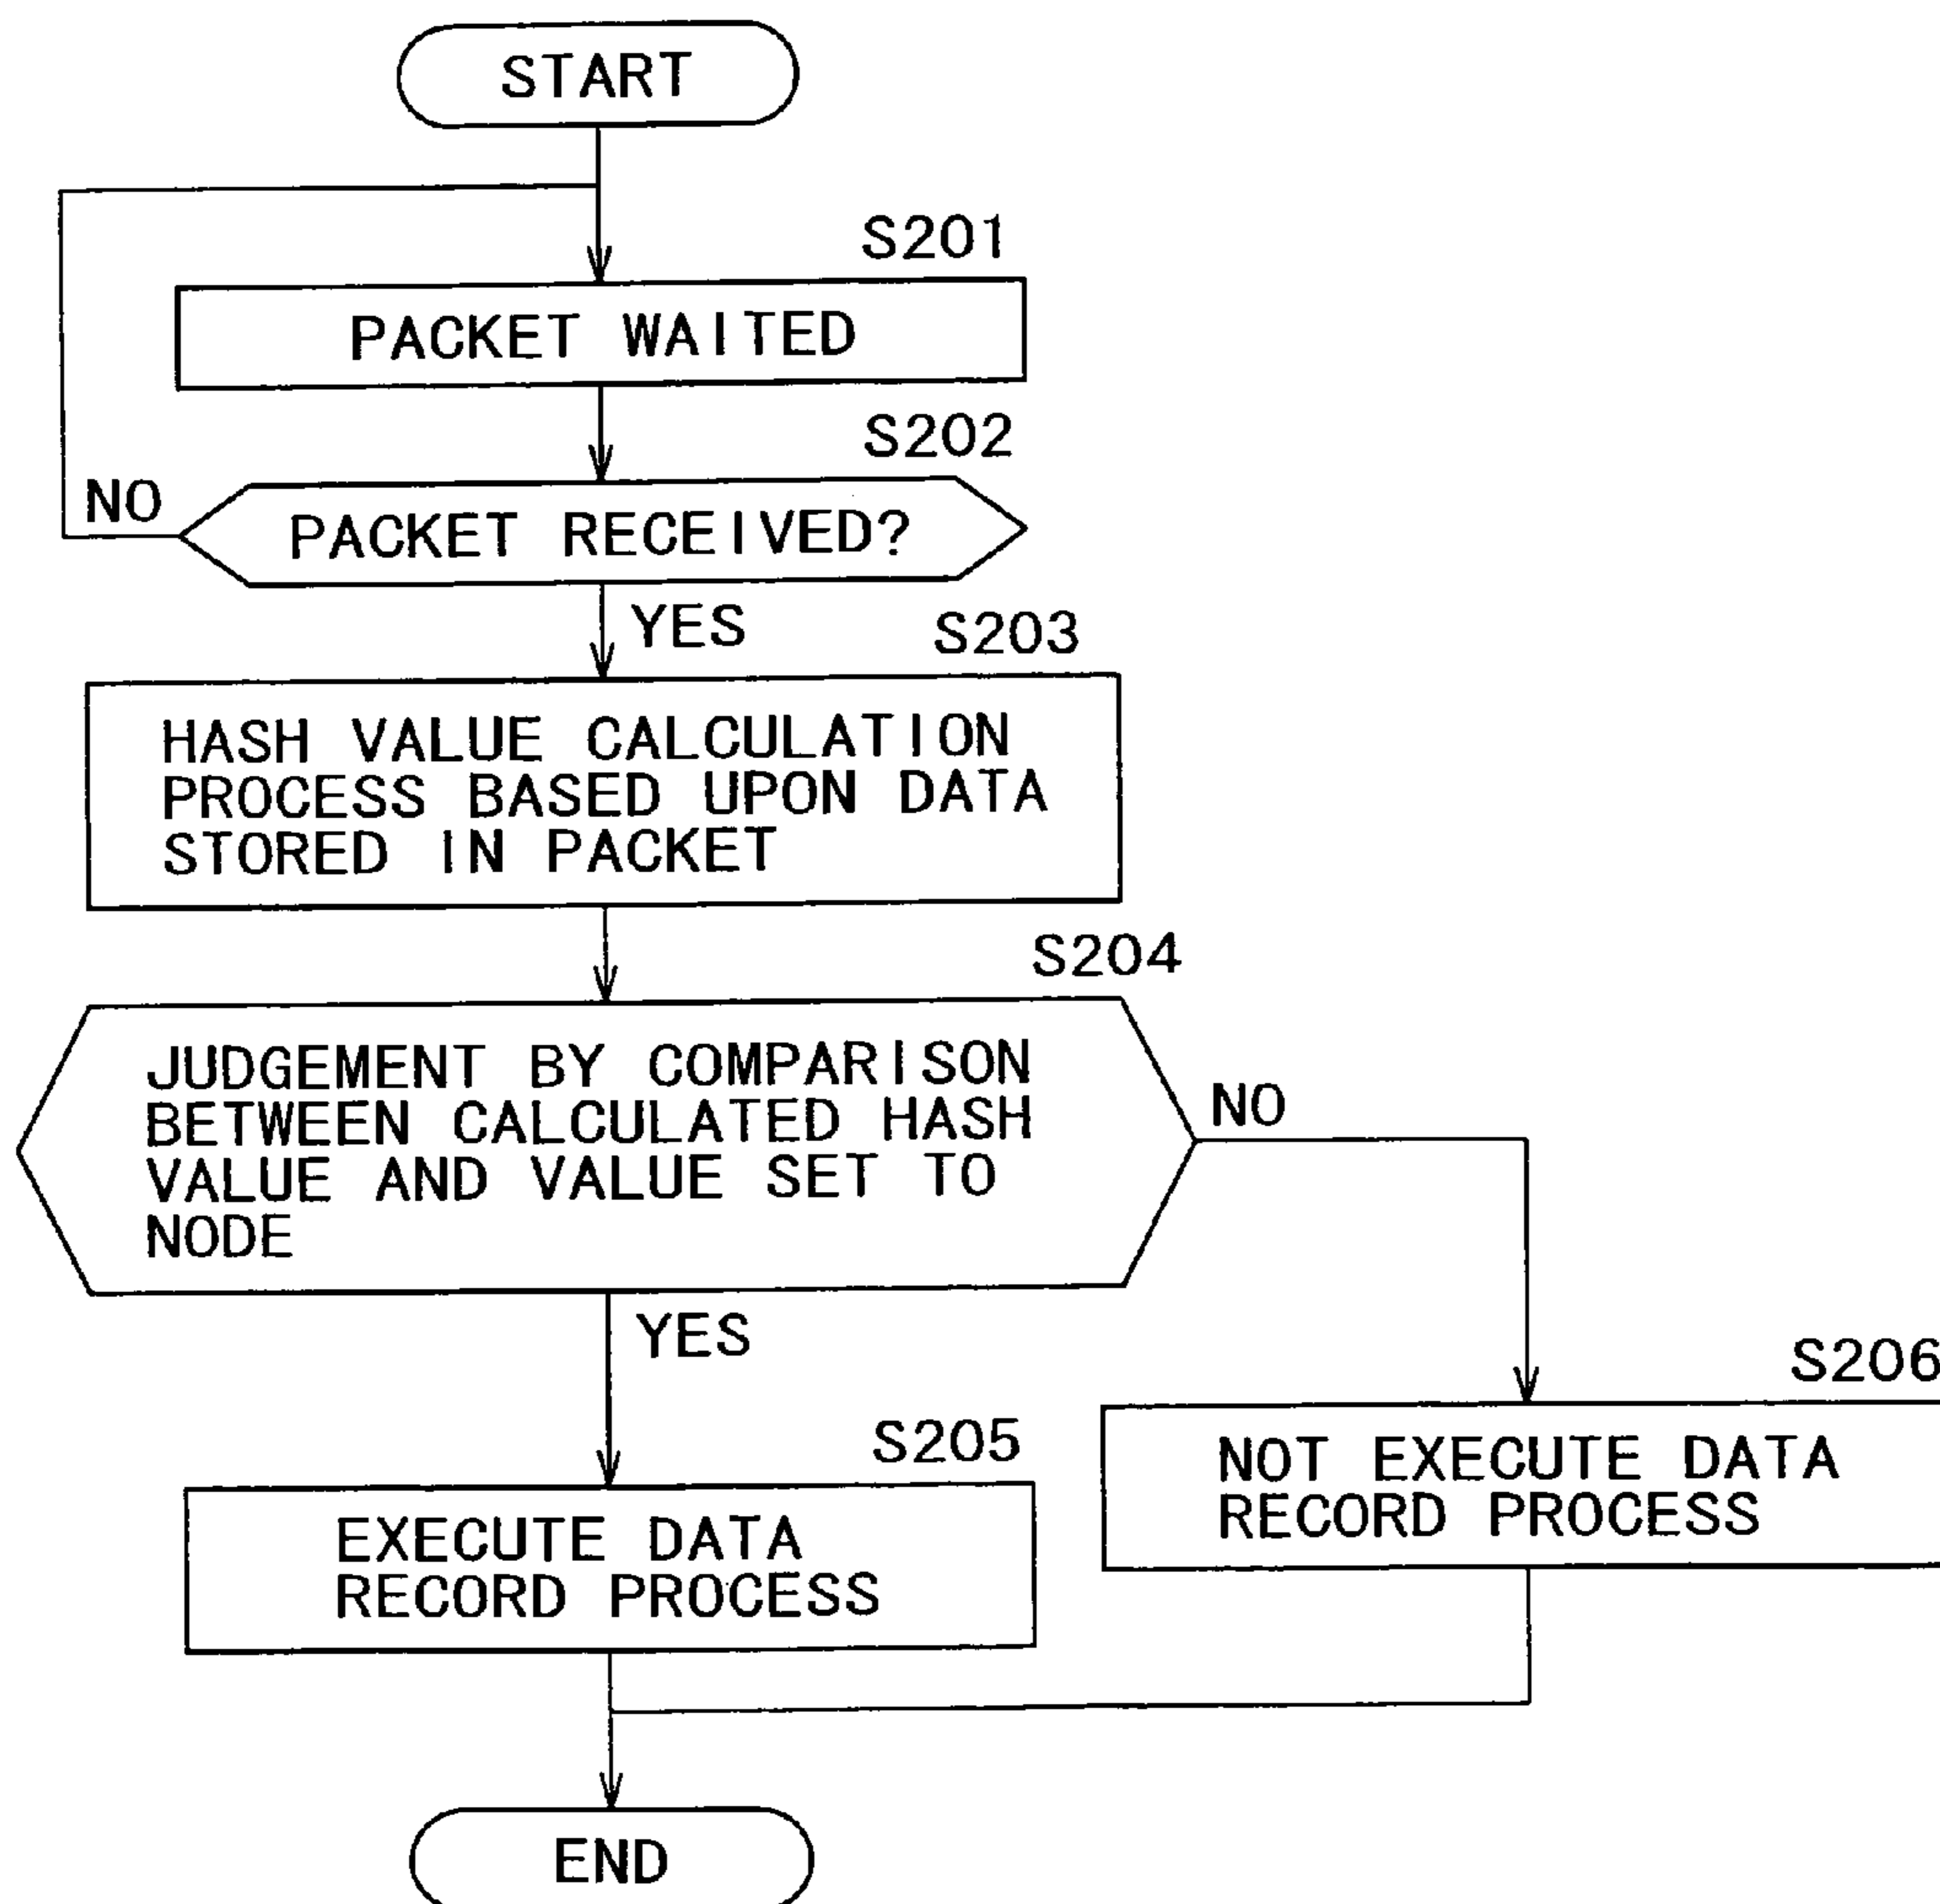 START
S201
PACKET WAITED
S202
NO
PACKET RECEIVED?
YES
S203
HASH VALUE CALCULATION
PROCESS BASED UPON DATA
STORED IN PACKET
S204
JUDGEMENT BY COMPARISON
BETWEEN CALCULATED HASH
VALUE AND VALUE SET TO
NODE
NO
YES
S206
S205
NOT EXECUTE DATA
RECORD PROCESS
EXECUTE DATA
RECORD PROCESS
END